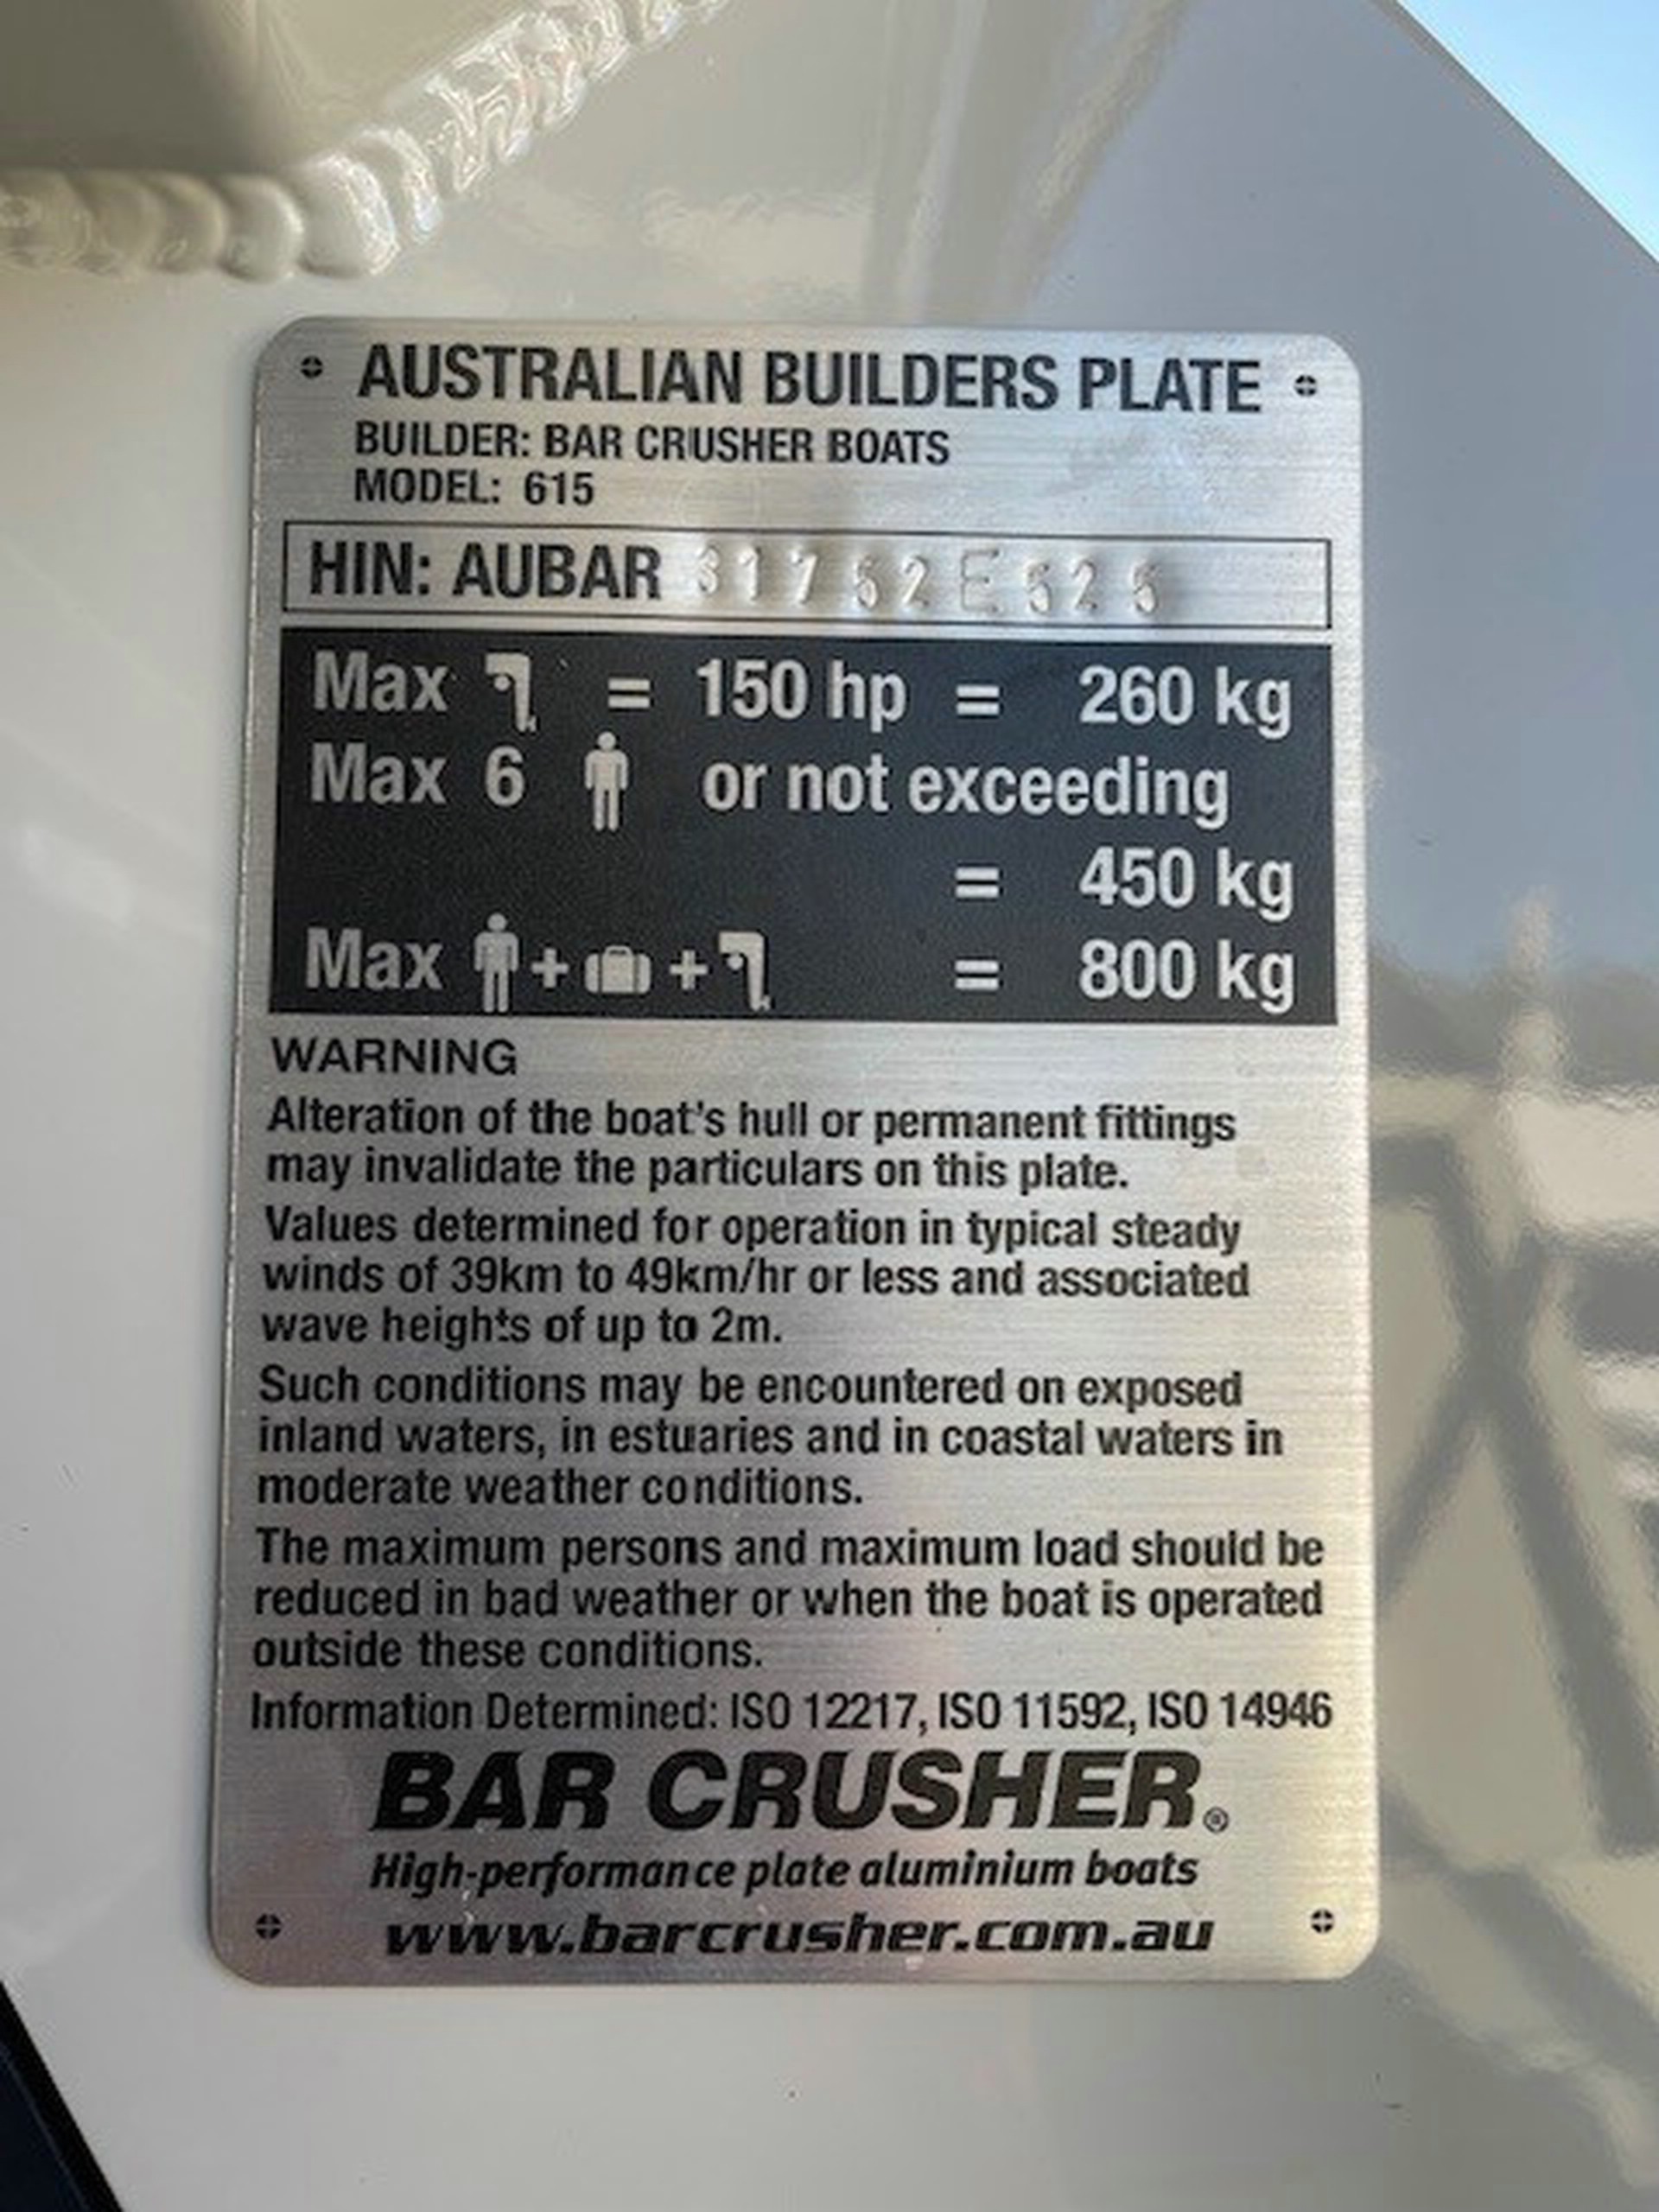 AUSTRALIAN BUILDERS PLATE
BUILDER: BAR CRUSHER BOATS
MODEL: 615
HIN: AUBAR 31752E525
Max = 150 hp = 260 kg
Max 6 or not exceeding
= 450 kg
Max + + = 800 kg
WARNING
Alteration of the boat's hull or permanent fittings
may invalidate the particulars on this plate.
Values determined for operation in typical steady
winds of 39km to 49km/hr or less and associated
wave heights of up to 2m.
Such conditions may be encountered on exposed
inland waters, in estuaries and in coastal waters in
moderate weather conditions.
The maximum persons and maximum load should be
reduced in bad weather or when the boat is operated
outside these conditions.
Information Determined: ISO 12217, ISO 11592, ISO 14946
BAR CRUSHER®
High-performance plate aluminium boats
www.barcrusher.com.au